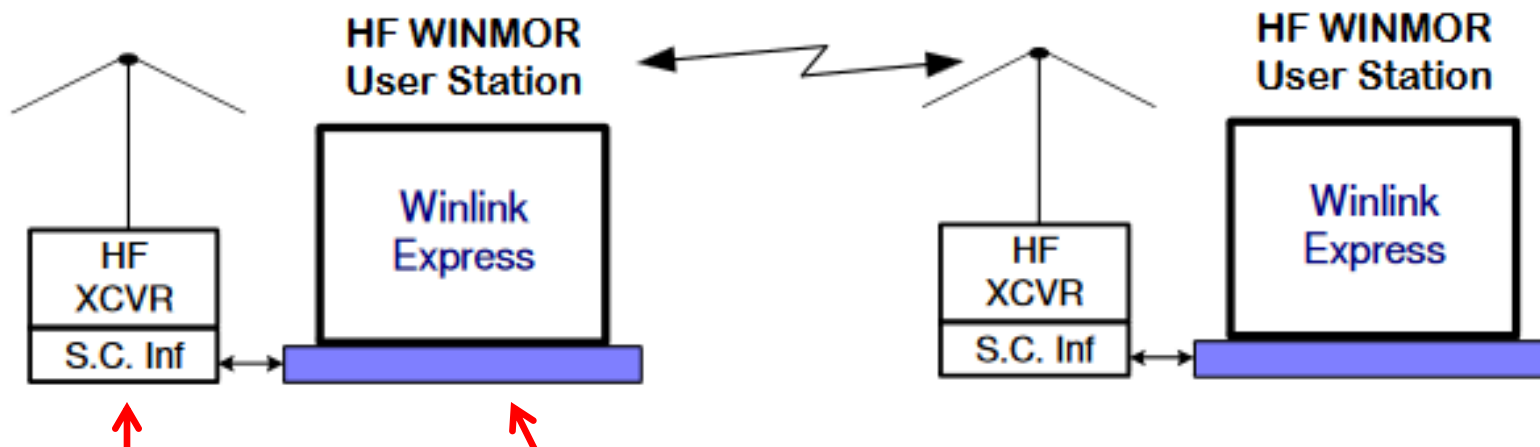 HF WINMOR
User Station
Winlink
Express
HF
XCVR
S.C. Inf
HF WINMOR
User Station
Winlink
Express
HF
XCVR
S.C. Inf